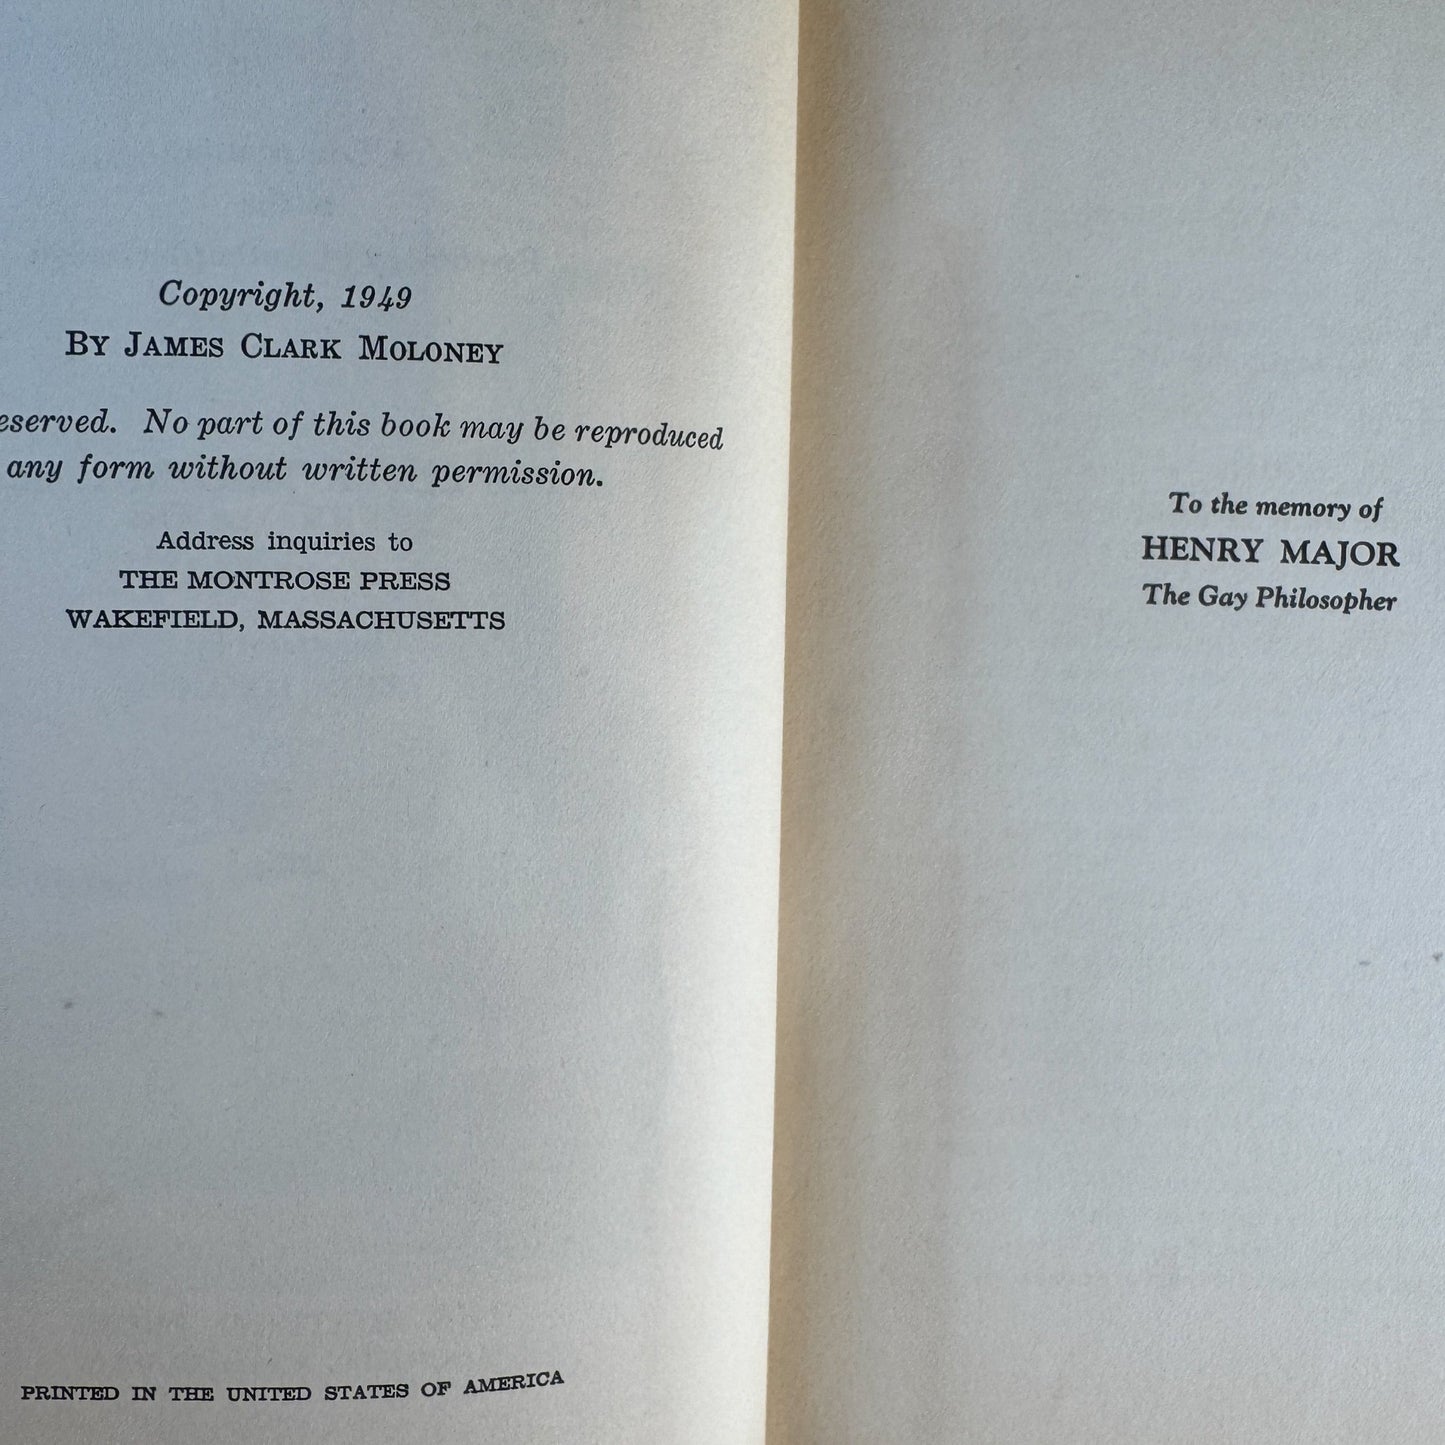 Copyright, 1949
By James Clark Moloney
eserved. No part of this book may be reproduced
any form without written permission.
Address inquiries to
THE MONTROSE PRESS
WAKEFIELD, MASSACHUSETTS
PRINTED IN THE UNITED STATES OF AMERICA
To the memory of
HENRY MAJOR
The Gay Philosopher